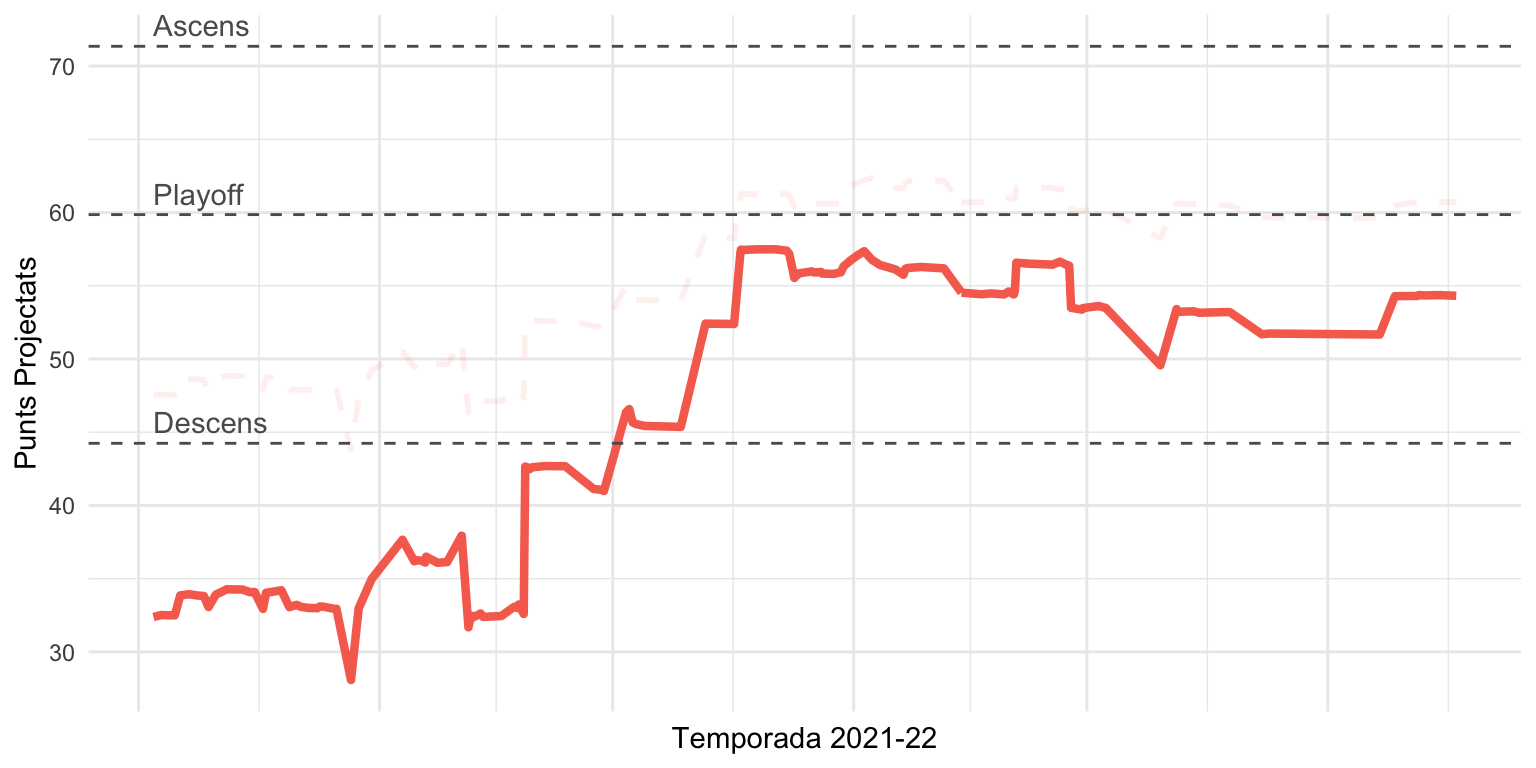 Ascens
70
Playoff
60
50
Descens
40
30
Punts Projectats
Temporada 2021-22